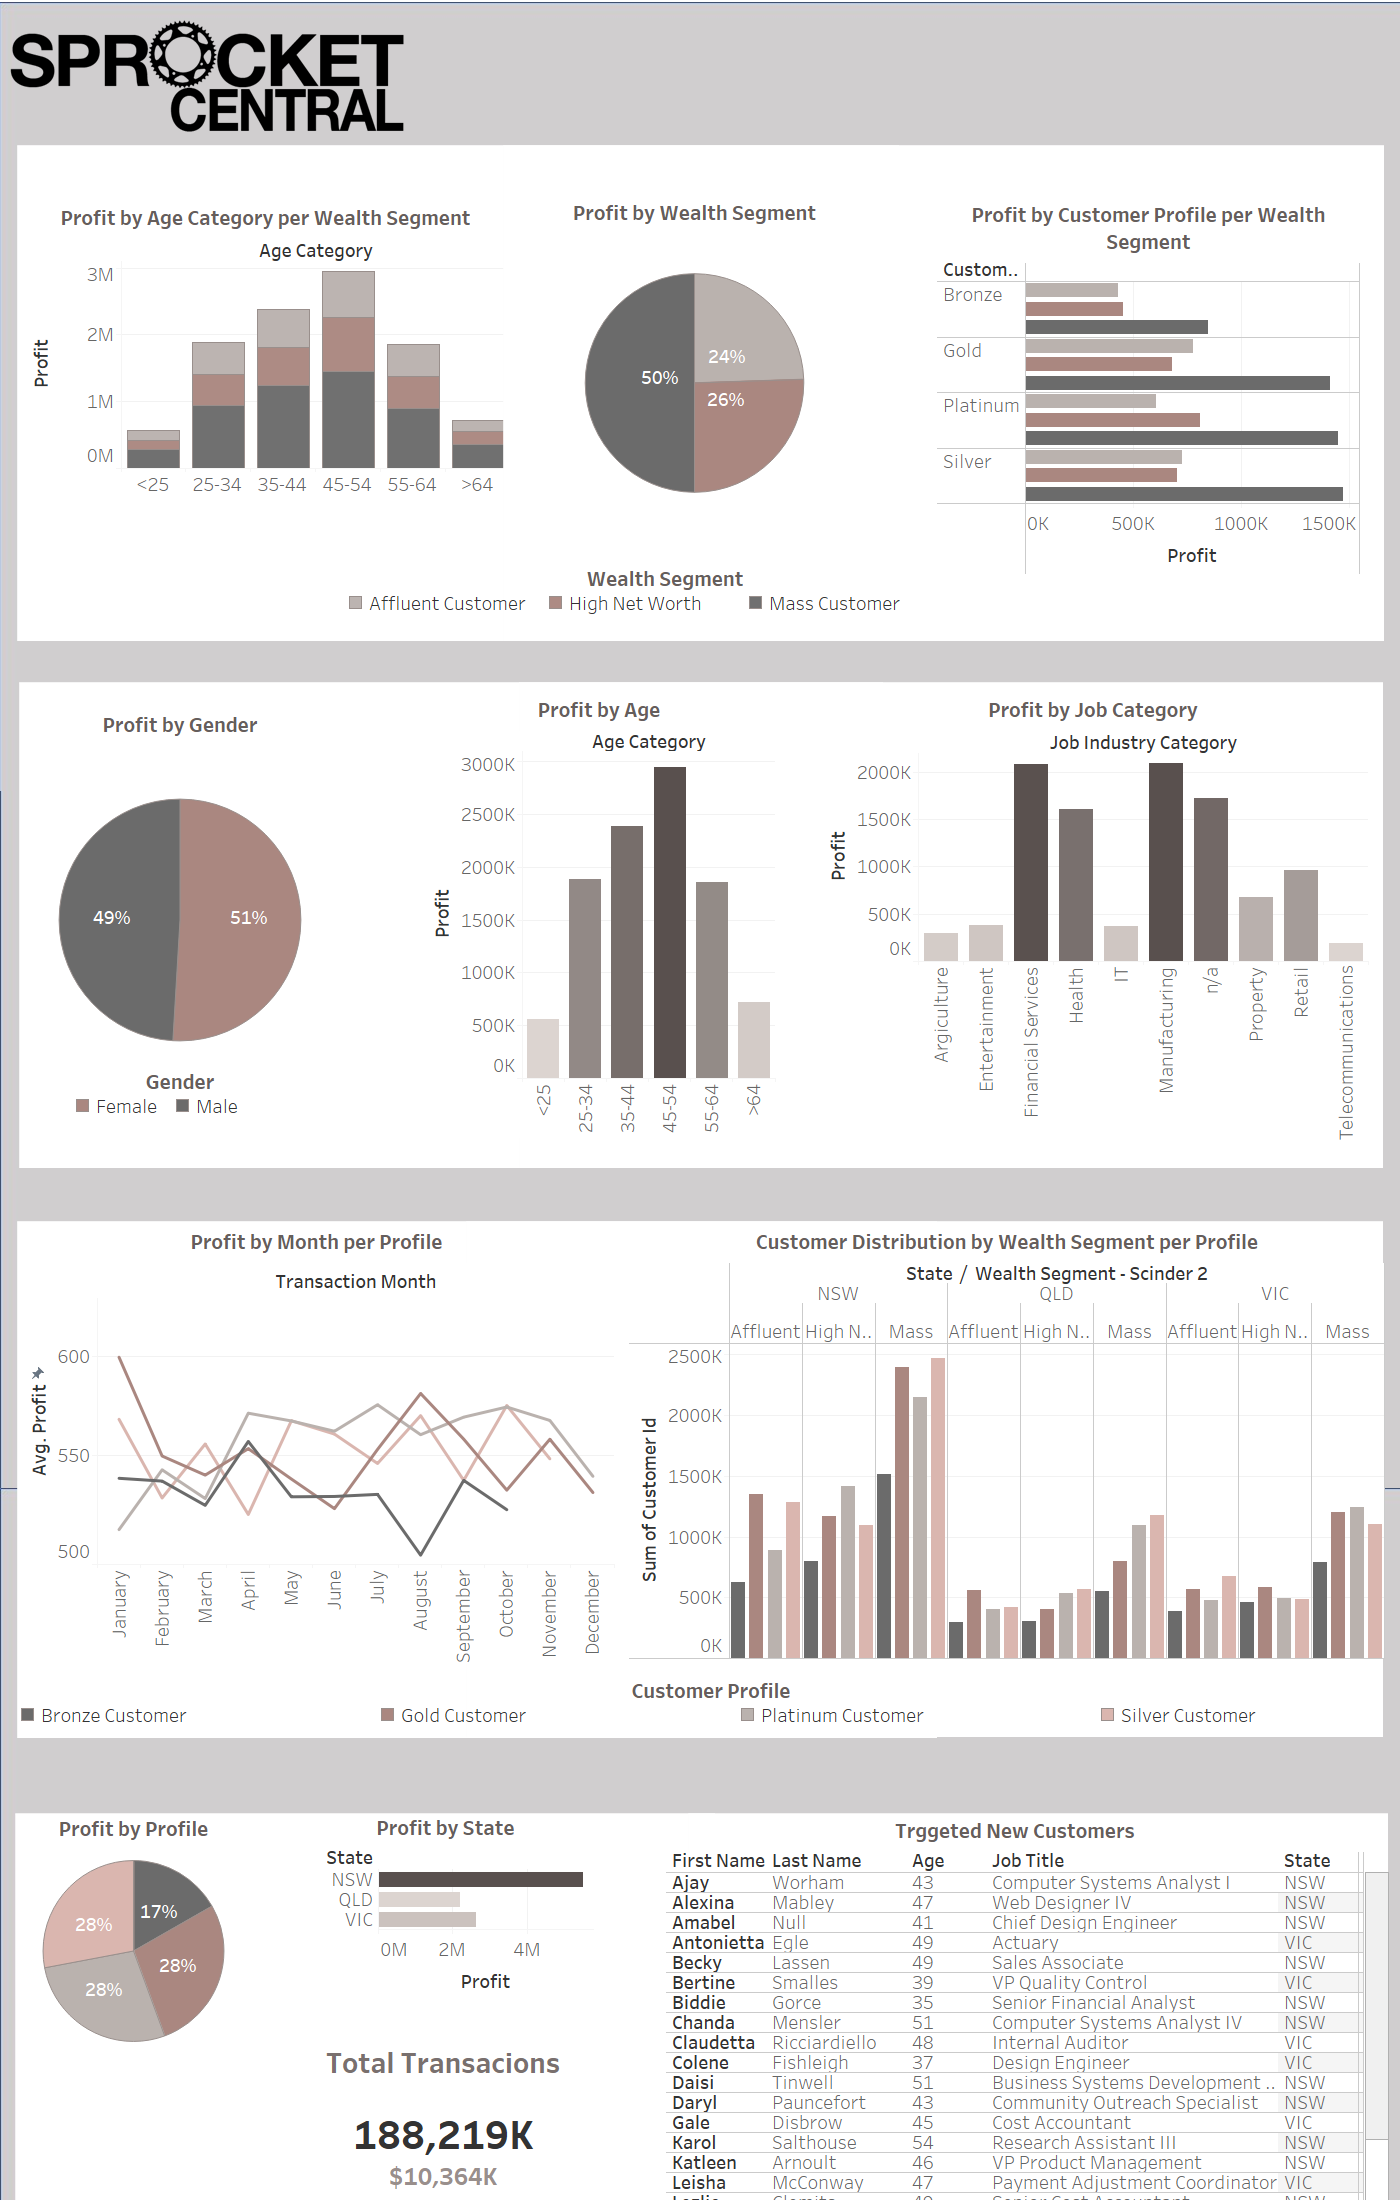 SPROCKET
CENTRAL
Profit by Age Category per Wealth Segment
Age Category
3M
2M
1M
0M
Profit
<25 25-34 35-44 45-54 55-64 >64
Profit by Wealth Segment
24%
50%
26%
Profit by Customer Profile per Wealth
Segment
Custom..
Bronze
Gold
Platinum
Silver
0K 500K 1000K 1500K
Profit
Wealth Segment
Affluent Customer High Net Worth Mass Customer
Profit by Gender
49% 51%
Gender
Female Male
Profit by Age
Age Category
3000K
2500K
2000K
1500K
1000K
500K
0K
Profit
<25 25-34 35-44 45-54 55-64 >64
Profit by Job Category
Job Industry Category
2000K
1500K
1000K
500K
0K
Profit
Argiculture Entertainment Financial Services Health IT Manufacturing n/a Property Retail Telecommunications
Profit by Month per Profile
Transaction Month
600
550
500
Avg. Profit
January February March April May June July August September October November December
Customer Distribution by Wealth Segment per Profile
State / Wealth Segment - Scinder 2
NSW QLD VIC
Affluent High N.. Mass Affluent High N.. Mass Affluent High N.. Mass
2500K
2000K
1500K
1000K
500K
0K
Sum of Customer Id
Customer Profile
Bronze Customer Gold Customer Platinum Customer Silver Customer
Profit by Profile
17%
28%
28%
28%
Profit by State
State
NSW
QLD
VIC
0M 2M 4M
Profit
Total Transacions
188,219K
$10,364K
Trggeted New Customers
First Name Last Name Age Job Title State
Ajay Worham 43 Computer Systems Analyst I NSW
Alexina Mabley 47 Web Designer IV NSW
Amabel Null 41 Chief Design Engineer NSW
Antonietta Egle 49 Actuary VIC
Becky Lassen 49 Sales Associate NSW
Bertine Smalles 39 VP Quality Control VIC
Biddie Gorce 35 Senior Financial Analyst NSW
Chanda Mensler 51 Computer Systems Analyst IV NSW
Claudetta Ricciardiello 48 Internal Auditor VIC
Colene Fishleigh 37 Design Engineer VIC
Daisi Tinwell 51 Business Systems Development .. NSW
Daryl Pauncefort 43 Community Outreach Specialist NSW
Gale Disbrow 45 Cost Accountant VIC
Karol Salthouse 54 Research Assistant III NSW
Katleen Arnoult 46 VP Product Management NSW
Leisha McConway 47 Payment Adjustment Coordinator VIC